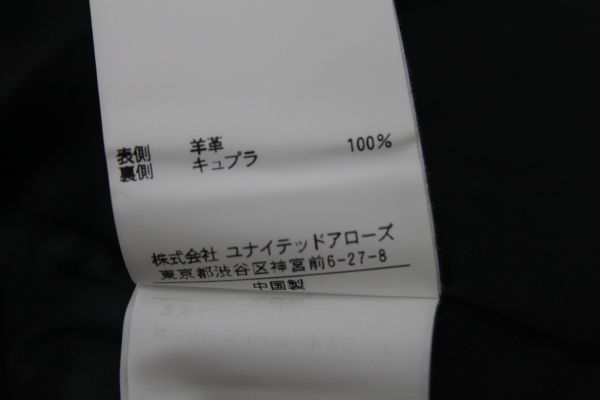 表側 羊革 100%
裏側 キュプラ
株式会社 ユナイテッドアローズ
東京都渋谷区神宮前6-27-8
中国製